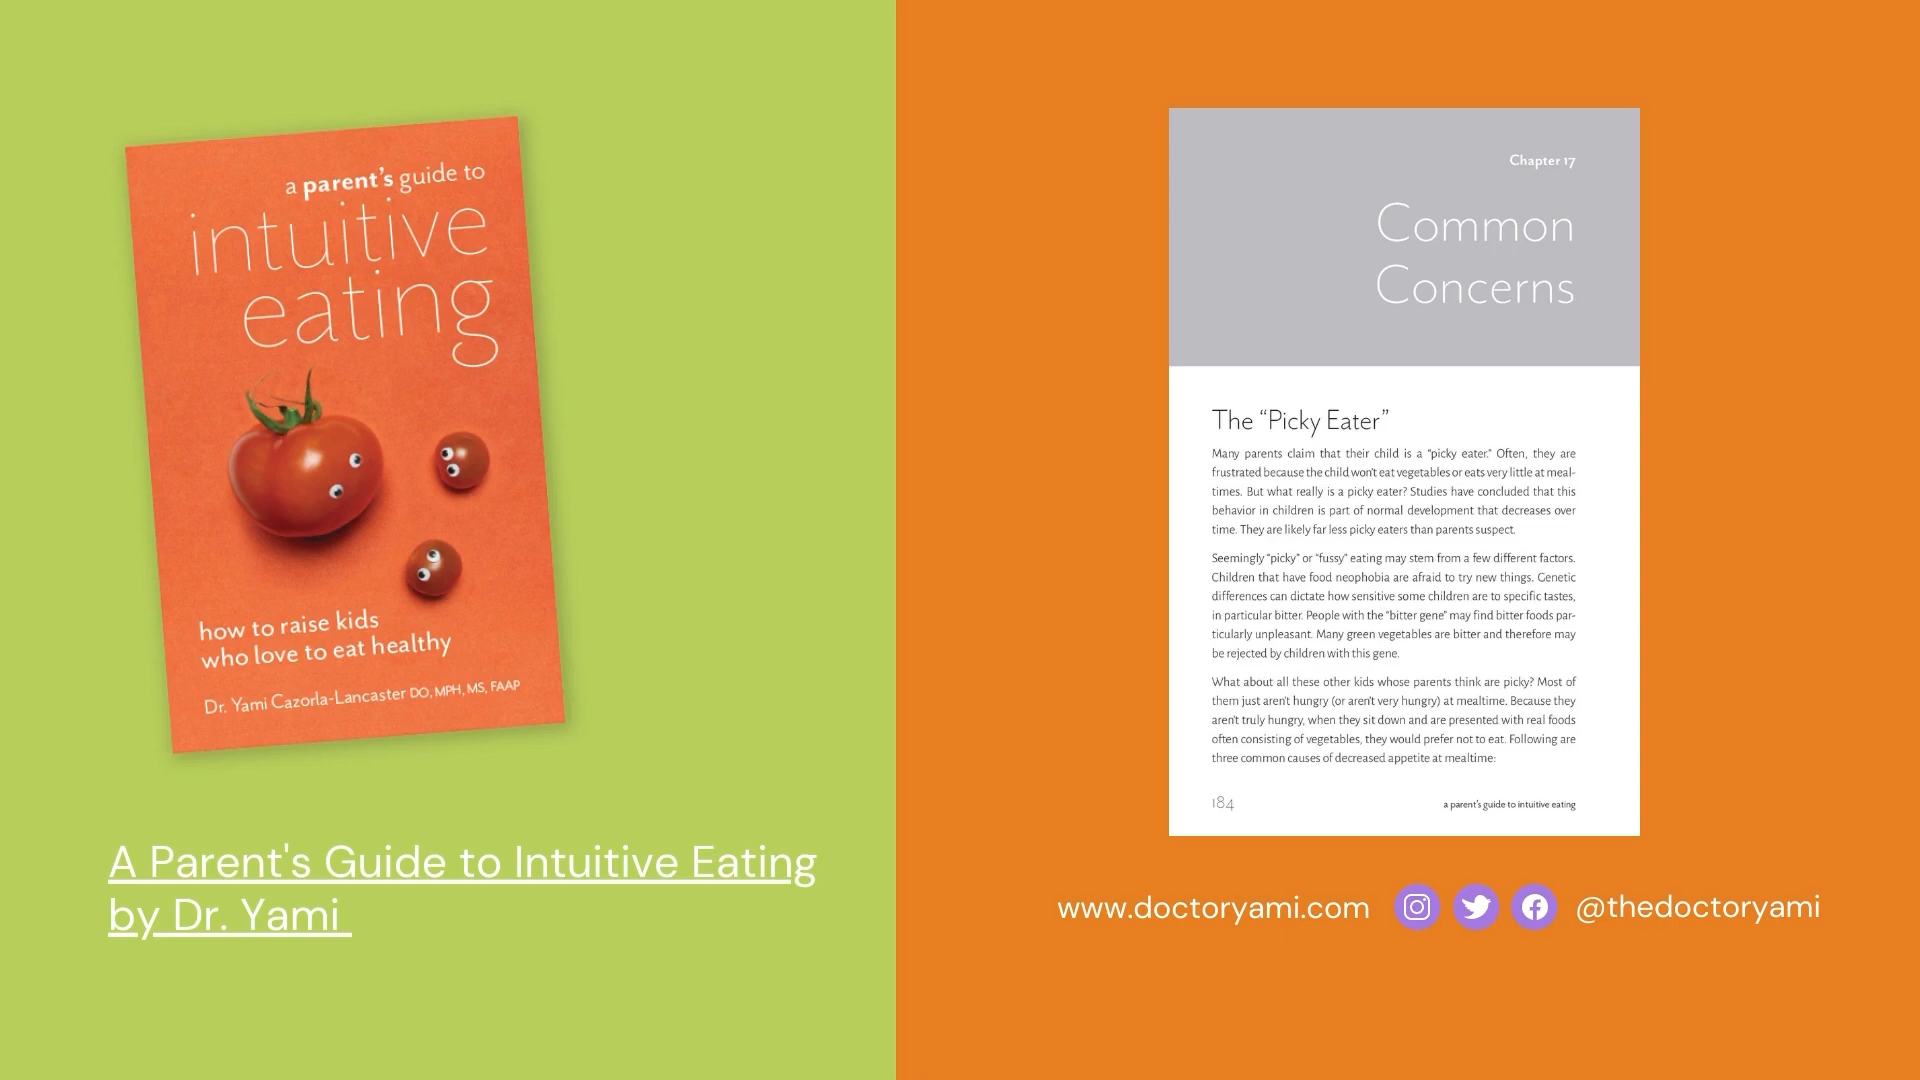 a parent's guide to
intuitive
eating
how to raise kids
who love to eat healthy
Dr. Yami Cazorla-Lancaster DO, MPH, MS, FAAP
A Parent's Guide to Intuitive Eating
by Dr. Yami
Chapter 17
Common
Concerns
The “Picky Eater”
Many parents claim that their child is a “picky eater.” Often, they are
frustrated because the child won’t eat vegetables or eats very little at meal-
times. But what really is a picky eater? Studies have concluded that this
behavior in children is part of normal development that decreases over
time. They are likely far less picky eaters than parents suspect.
Seemingly “picky” or “fussy” eating may stem from a few different factors.
Children that have food neophobia are afraid to try new things. Genetic
differences can dictate how sensitive some children are to specific tastes,
in particular bitter. People with the “bitter gene” may find bitter foods par-
ticularly unpleasant. Many green vegetables are bitter and therefore may
be rejected by children with this gene.
What about all these other kids whose parents think are picky? Most of
them just aren’t hungry (or aren’t very hungry) at mealtime. Because they
aren’t truly hungry, when they sit down and are presented with real foods
often consisting of vegetables, they would prefer not to eat. Following are
three common causes of decreased appetite at mealtime:
184 a parent’s guide to intuitive eating
www.doctoryami.com @thedoctoryami